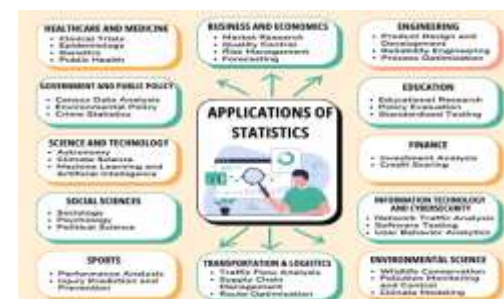 HEALTHCARE AND MEDICINE
• Clinical Trials
• Epidemiology
• Genetics
• Public Health
BUSINESS AND ECONOMICS
• Market Research
• Quality Control
• Risk Management
• Forecasting
ENGINEERING
• Product Design and
Development
• Reliability Engineering
• Process Optimization
GOVERNMENT AND PUBLIC POLICY
• Census Data Analysis
• Environmental Policy
• Crime Statistics
APPLICATIONS OF
STATISTICS
EDUCATION
• Educational Research
• Policy Evaluation
• Standardized Testing
SCIENCE AND TECHNOLOGY
• Astronomy
• Climate Science
• Machine Learning and
Artificial Intelligence
FINANCE
• Investment Analysis
• Credit Scoring
SOCIAL SCIENCES
• Sociology
• Psychology
• Political Science
INFORMATION TECHNOLOGY
AND CYBERSECURITY
• Network Traffic Analysis
• Software Testing
• User Behavior Analytics
SPORTS
• Performance Analysis
• Injury Prediction and
Prevention
TRANSPORTATION & LOGISTICS
• Traffic Flow Analysis
• Supply Chain
Management
• Route Optimization
ENVIRONMENTAL SCIENCE
• Wildlife Conservation
• Pollution Monitoring
and Control
• Climate Modeling